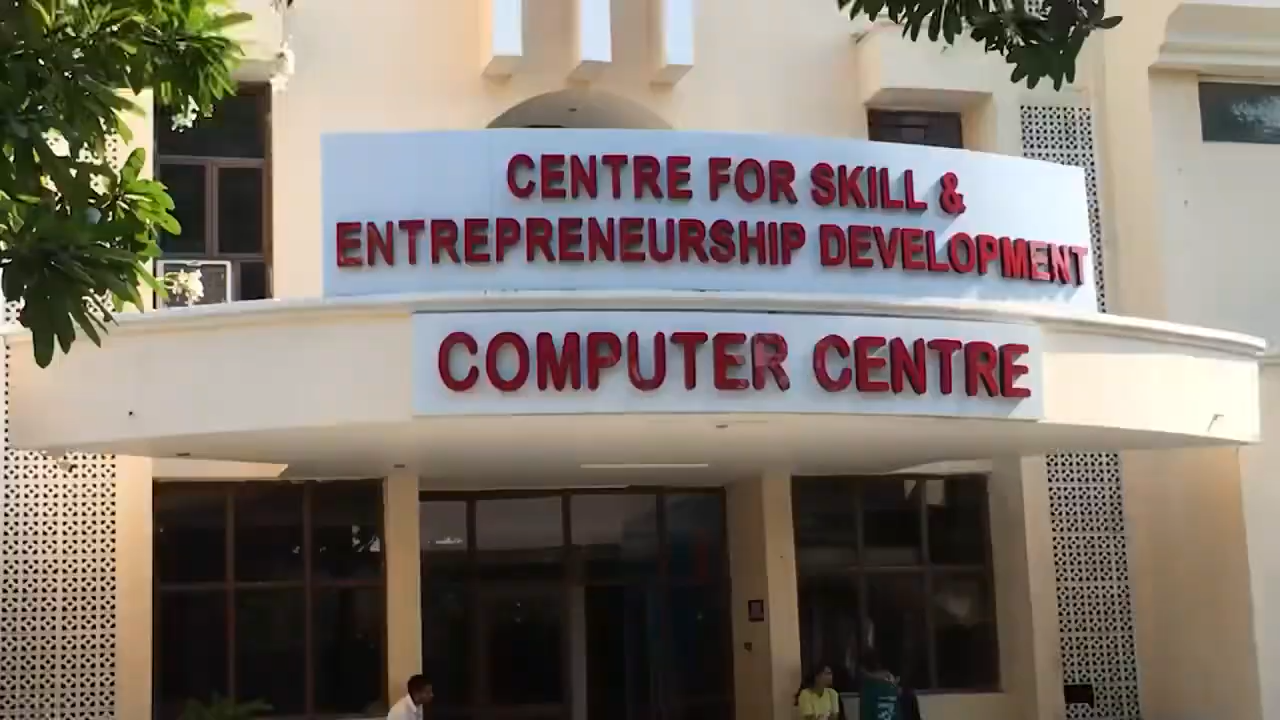 CENTRE FOR SKILL &
ENTREPRENEURSHIP DEVELOPMENT
COMPUTER CENTRE